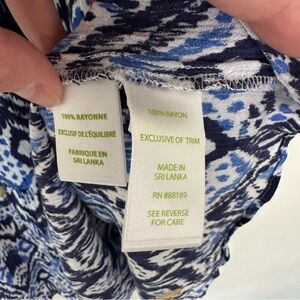 100% RAYONNE
EXCLUSIF DE L'ÉQUILIBRE
FABRIQUÉ EN
SRI LANKA
100% RAYON
EXCLUSIVE OF TRIM
MADE IN
SRI LANKA
RN #88189
SEE REVERSE
FOR CARE